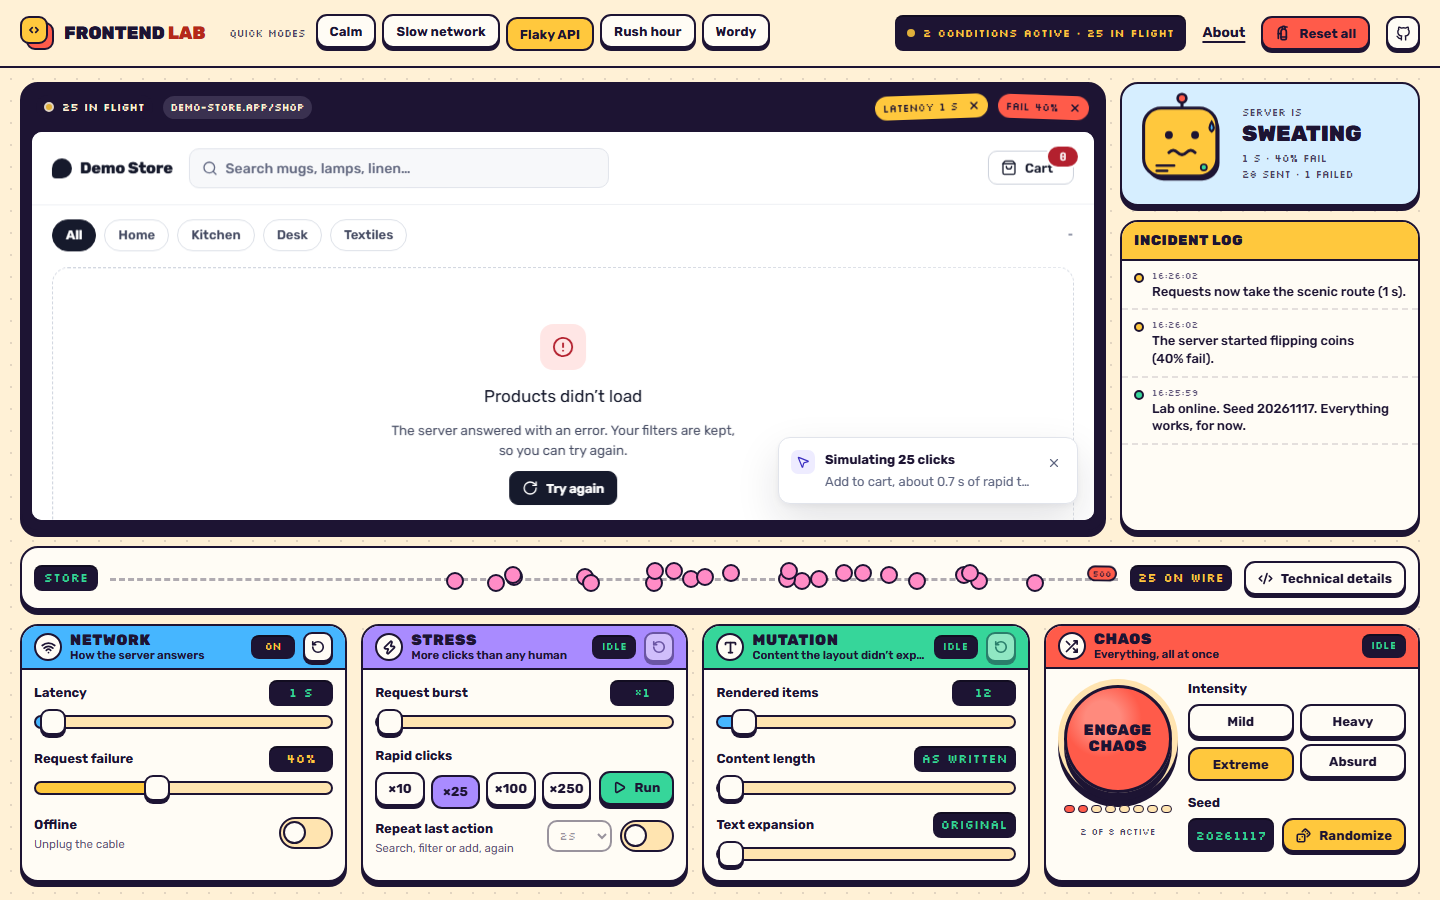 FRONTEND LAB
QUICK MODES
Calm
Slow network
Flaky API
Rush hour
Wordy
2 CONDITIONS ACTIVE · 25 IN FLIGHT
About
Reset all
25 IN FLIGHT
DEMO-STORE.APP/SHOP
LATENCY 1 S ✕
FAIL 40% ✕
Demo Store
Search mugs, lamps, linen…
Cart
0
All
Home
Kitchen
Desk
Textiles
-
Products didn’t load
The server answered with an error. Your filters are kept,
so you can try again.
Try again
Simulating 25 clicks
Add to cart, about 0.7 s of rapid t…
SERVER IS
SWEATING
1 S · 40% FAIL
28 SENT · 1 FAILED
INCIDENT LOG
16:26:02
Requests now take the scenic route (1 s).
16:26:02
The server started flipping coins
(40% fail).
16:25:59
Lab online. Seed 20261117. Everything
works, for now.
STORE
500
25 ON WIRE
Technical details
NETWORK
How the server answers
ON
Latency
1 S
Request failure
40%
Offline
Unplug the cable
STRESS
More clicks than any human
IDLE
Request burst
×1
Rapid clicks
×10
×25
×100
×250
Run
Repeat last action
Search, filter or add, again
25
MUTATION
Content the layout didn’t exp…
IDLE
Rendered items
12
Content length
AS WRITTEN
Text expansion
ORIGINAL
CHAOS
Everything, all at once
IDLE
ENGAGE
CHAOS
2 OF 8 ACTIVE
Intensity
Mild
Heavy
Extreme
Absurd
Seed
20261117
Randomize